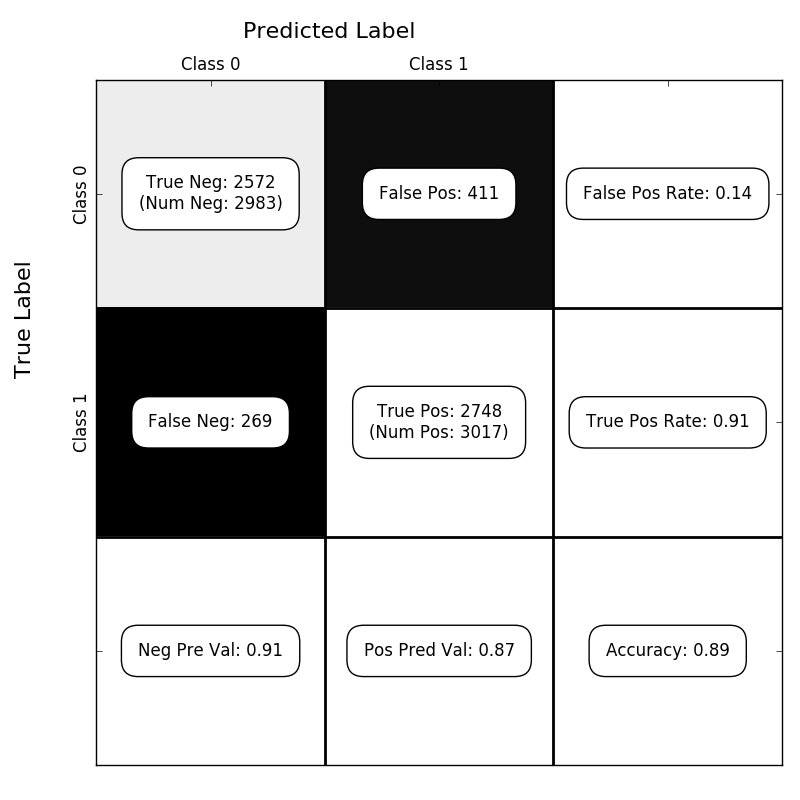 Predicted Label
Class 0
Class 1
True Label
Class 0
True Neg: 2572
(Num Neg: 2983)
False Pos: 411
False Pos Rate: 0.14
Class 1
False Neg: 269
True Pos: 2748
(Num Pos: 3017)
True Pos Rate: 0.91
Neg Pre Val: 0.91
Pos Pred Val: 0.87
Accuracy: 0.89